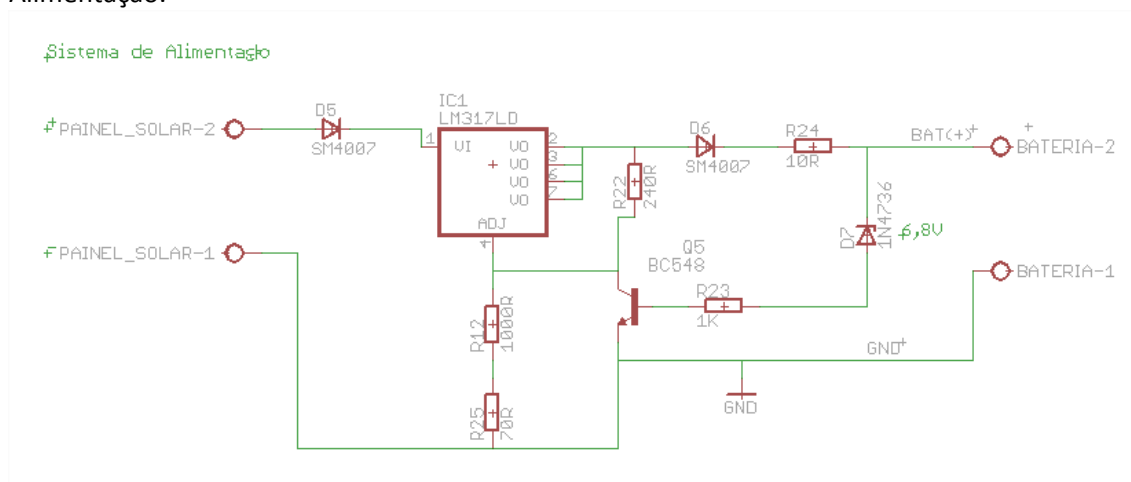 Alimentação:
Sistema de Alimentação
+ PAINEL_SOLAR-2
D5
SM4007
IC1
LM317LD
1
VI
VO
VO
VO
VO
2
3
6
7
ADJ
4
R22
240R
D6
SM4007
R24
10R
BAT(+)
+
BATERIA-2
D7
1N4736
6,8V
- PAINEL_SOLAR-1
Q5
BC548
R23
1K
BATERIA-1
R12
1000R
GND
R25
70R
GND